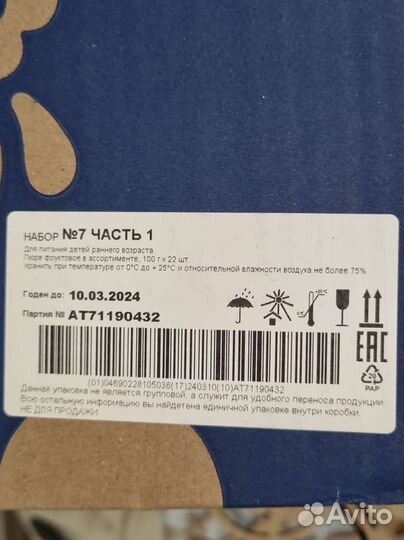 НАБОР №7 ЧАСТЬ 1
Для питания детей раннего возраста.
Пюре фруктовое в ассортименте, 100 г х 22 шт.
Хранить при температуре от 0°С до + 25°С и относительной влажности воздуха не более 75%
Годен до: 10.03.2024
Партия № AT71190432
EAC
20
PAP
(01)04690228105036(17)240310(10)AT71190432
Данная упаковка не является групповой, а служит для удобного переноса продукции.
Всю остальную информацию вы найдете на единичной упаковке внутри коробки.
НЕ ДЛЯ ПРОДАЖИ
Avito